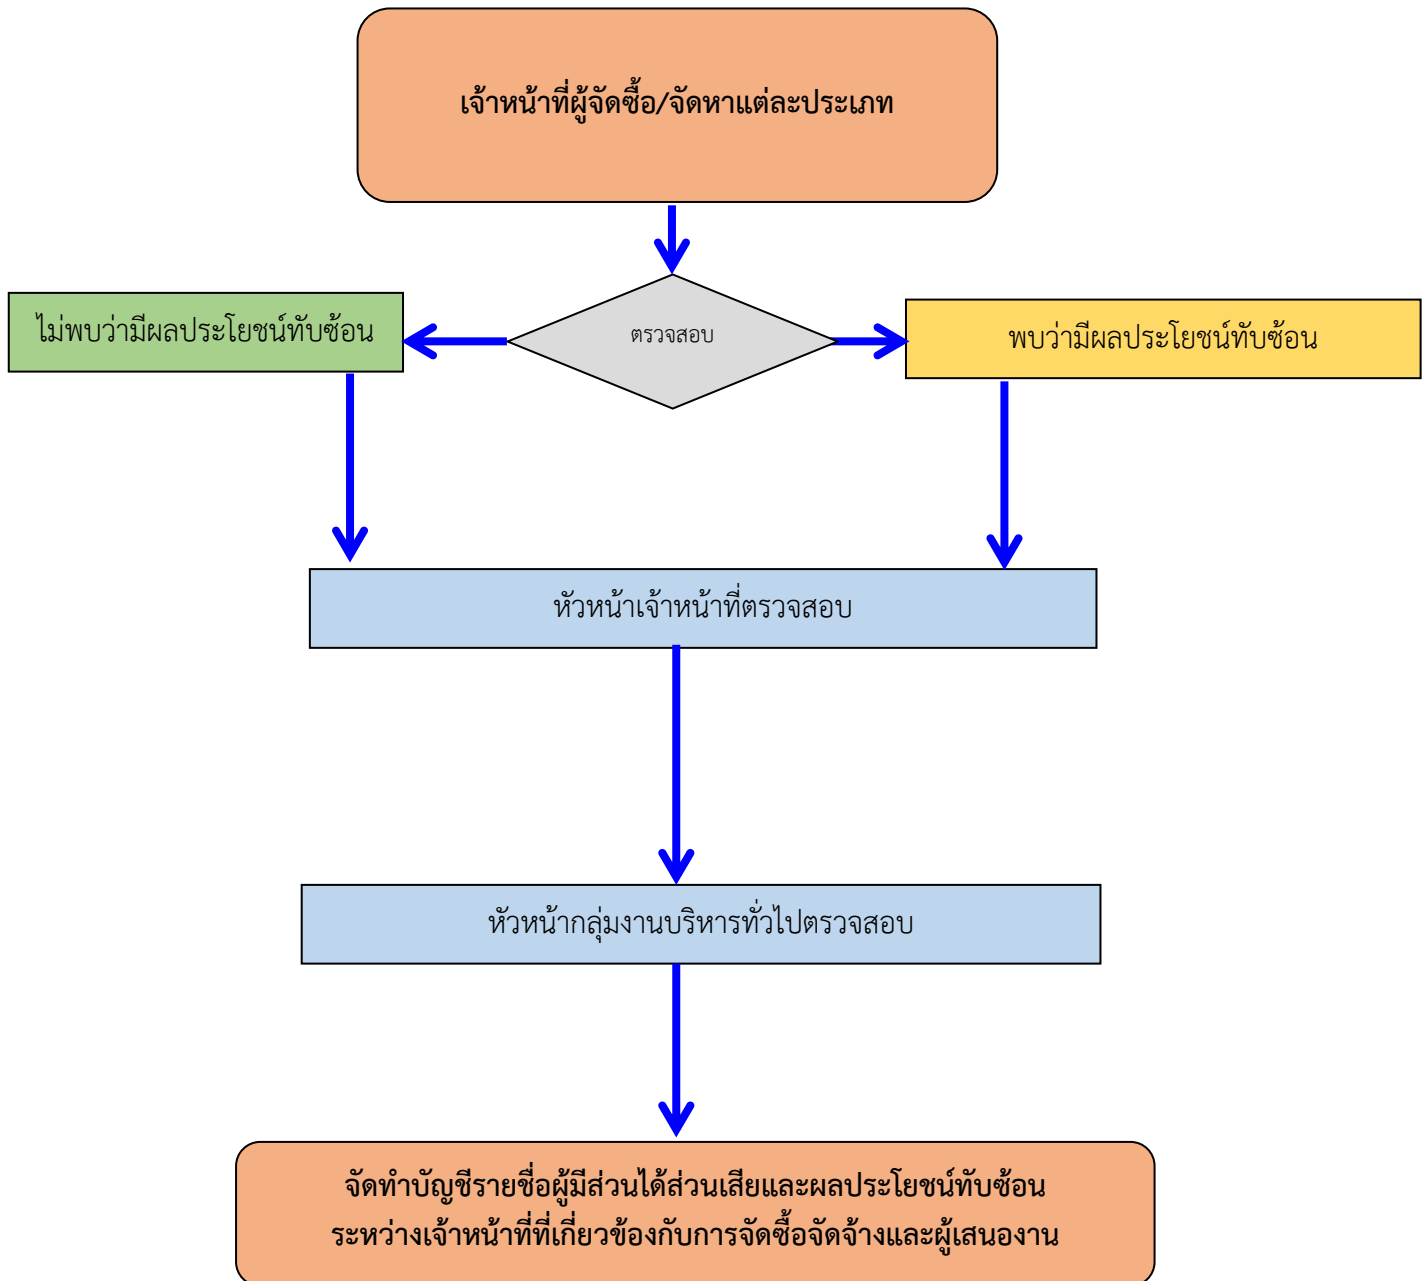 เจ้าหน้าที่ผู้จัดซื้อ/จัดหาแต่ละประเภท
ไม่พบว่ามีผลประโยชน์ทับซ้อน
ตรวจสอบ
พบว่ามีผลประโยชน์ทับซ้อน
หัวหน้าเจ้าหน้าที่ตรวจสอบ
หัวหน้ากลุ่มงานบริหารทั่วไปตรวจสอบ
จัดทำบัญชีรายชื่อผู้มีส่วนได้ส่วนเสียและผลประโยชน์ทับซ้อน
ระหว่างเจ้าหน้าที่ที่เกี่ยวข้องกับการจัดซื้อจัดจ้างและผู้เสนองาน